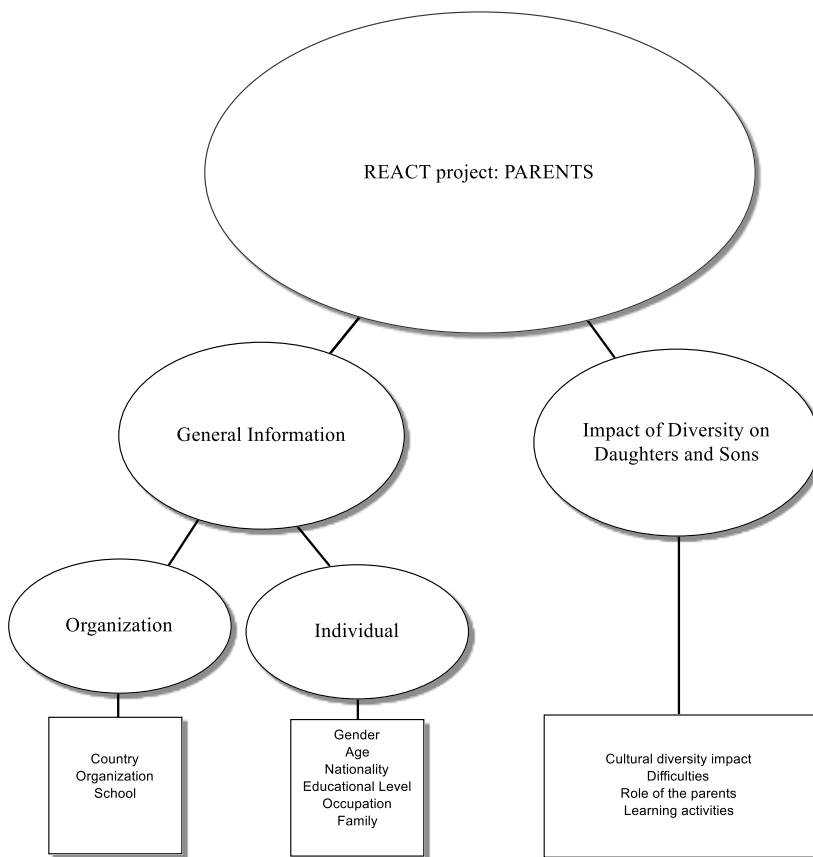 REACT project: PARENTS
General Information
Impact of Diversity on
Daughters and Sons
Organization
Individual
Country
Organization
School
Gender
Age
Nationality
Educational Level
Occupation
Family
Cultural diversity impact
Difficulties
Role of the parents
Learning activities